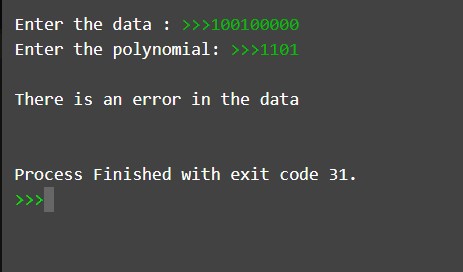 Enter the data : >>>100100000
Enter the polynomial: >>>1101
There is an error in the data
Process Finished with exit code 31.
>>>